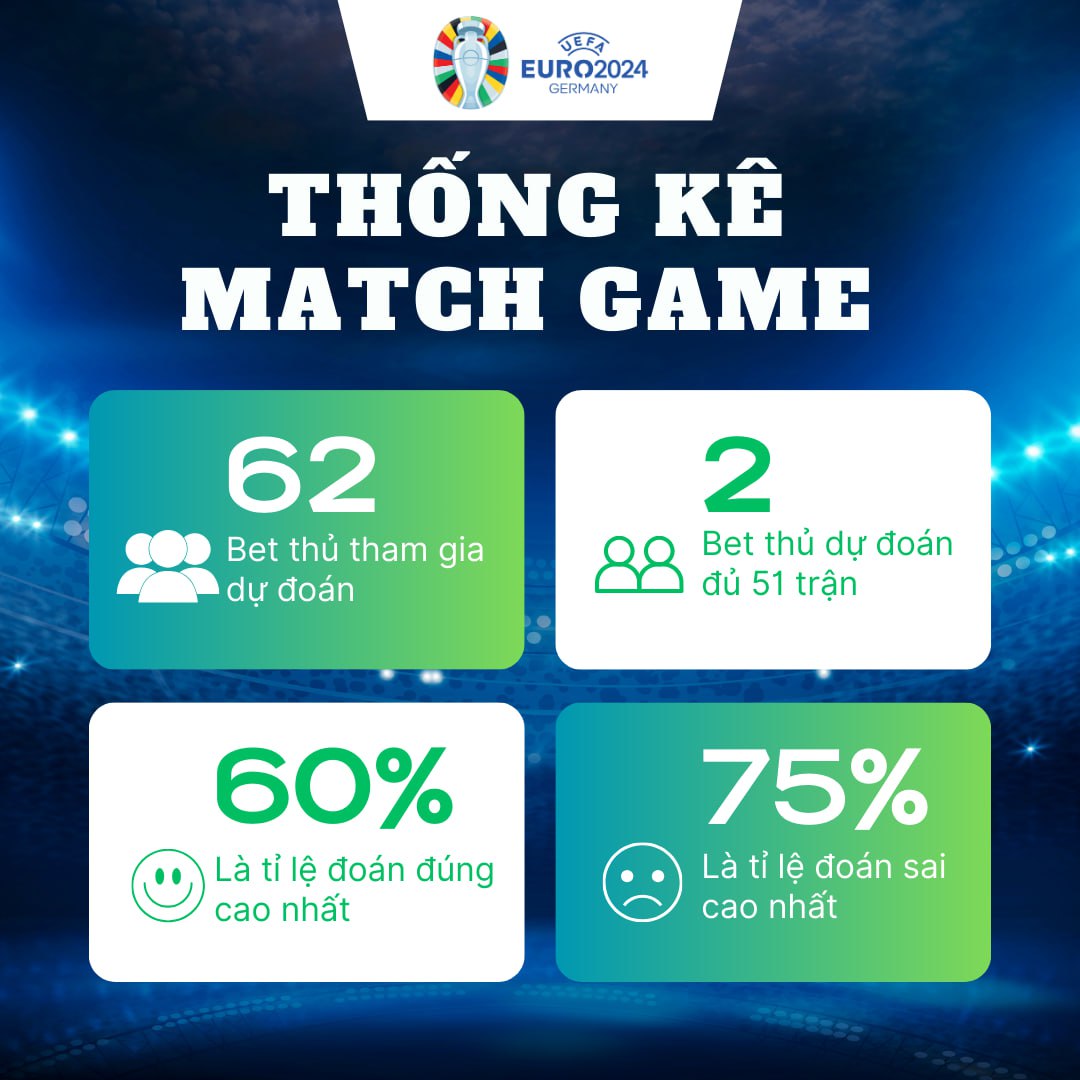 UEFA
EURO2024
GERMANY
THỐNG KÊ
MATCH GAME
62
Bet thủ tham gia
dự đoán
2
Bet thủ dự đoán
đủ 51 trận
60%
Là tỉ lệ đoán đúng
cao nhất
75%
Là tỉ lệ đoán sai
cao nhất